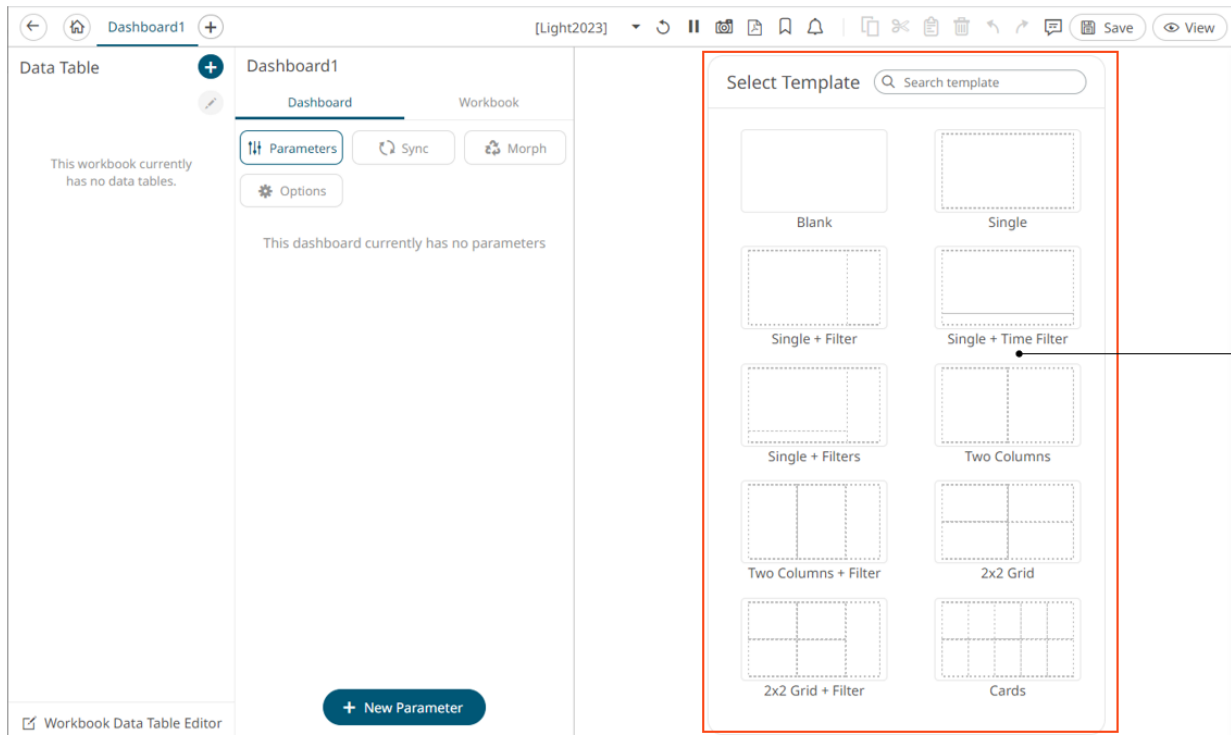 Dashboard1
[Light2023]
Save
View
Data Table
This workbook currently
has no data tables.
Workbook Data Table Editor
Dashboard1
Dashboard
Workbook
Parameters
Sync
Morph
Options
This dashboard currently has no parameters
New Parameter
Select Template
Search template
Blank
Single
Single + Filter
Single + Time Filter
Single + Filters
Two Columns
Two Columns + Filter
2x2 Grid
2x2 Grid + Filter
Cards